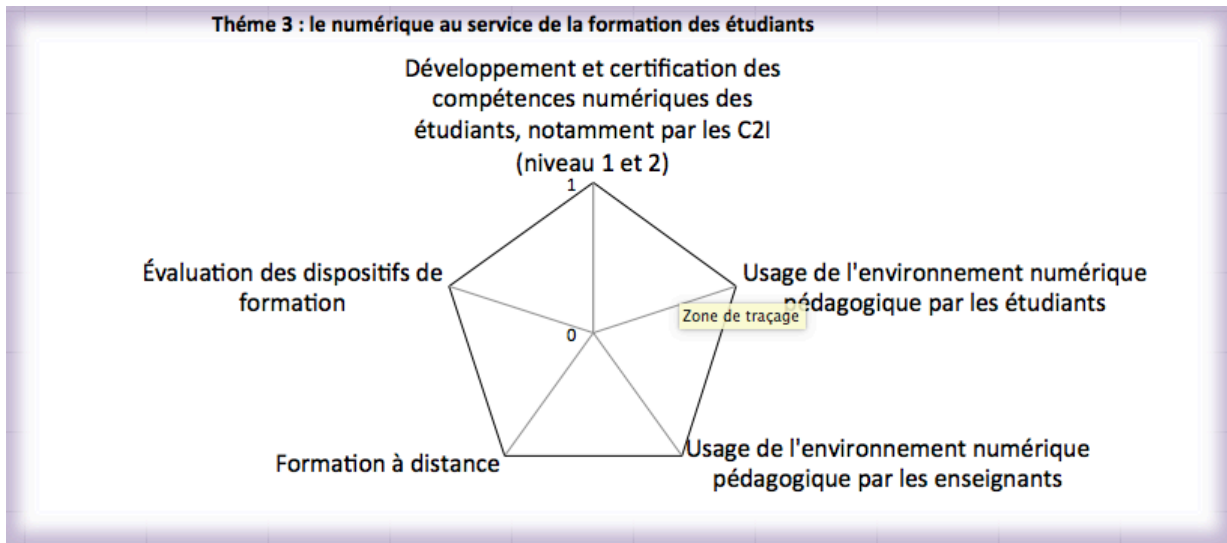 Théme 3 : le numérique au service de la formation des étudiants
Développement et certification des
compétences numériques des
étudiants, notamment par les C2I
(niveau 1 et 2)
1
Évaluation des dispositifs de
formation
Usage de l'environnement numérique
pédagogique par les étudiants
Zone de traçage
0
Formation à distance
Usage de l'environnement numérique
pédagogique par les enseignants